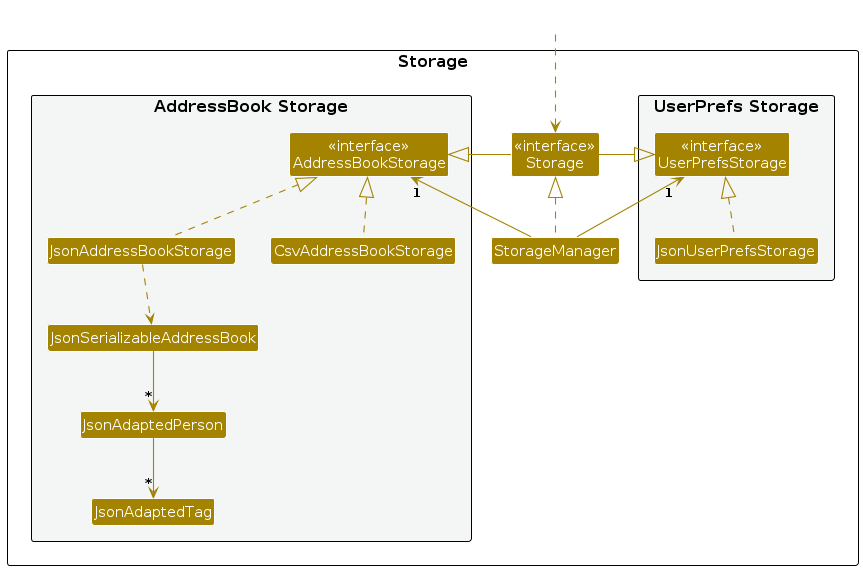 Storage
AddressBook Storage
UserPrefs Storage
«interface»
AddressBookStorage
«interface»
Storage
«interface»
UserPrefsStorage
1
1
JsonAddressBookStorage
CsvAddressBookStorage
StorageManager
JsonUserPrefsStorage
JsonSerializableAddressBook
*
JsonAdaptedPerson
*
JsonAdaptedTag